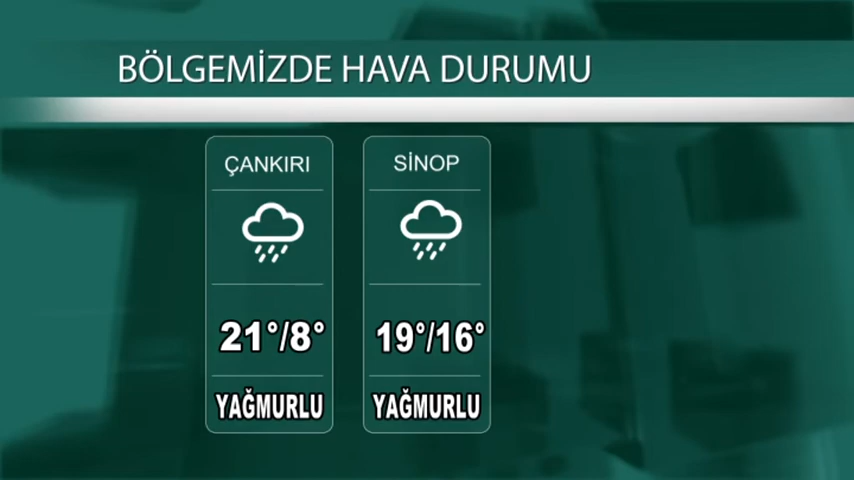 BÖLGEMİZDE HAVA DURUMU
ÇANKIRI
21°/8°
YAĞMURLU
SİNOP
19°/16°
YAĞMURLU